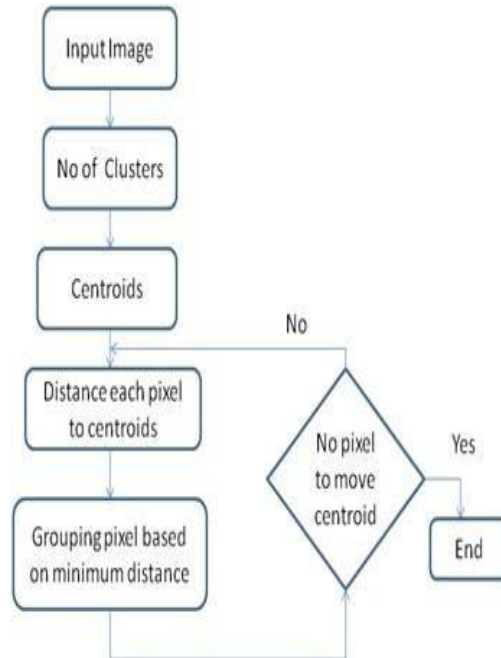 Input Image
No of Clusters
Centroids
No
Distance each pixel
to centroids
No pixel
to move
centroid
Yes
Grouping pixel based
on minimum distance
End